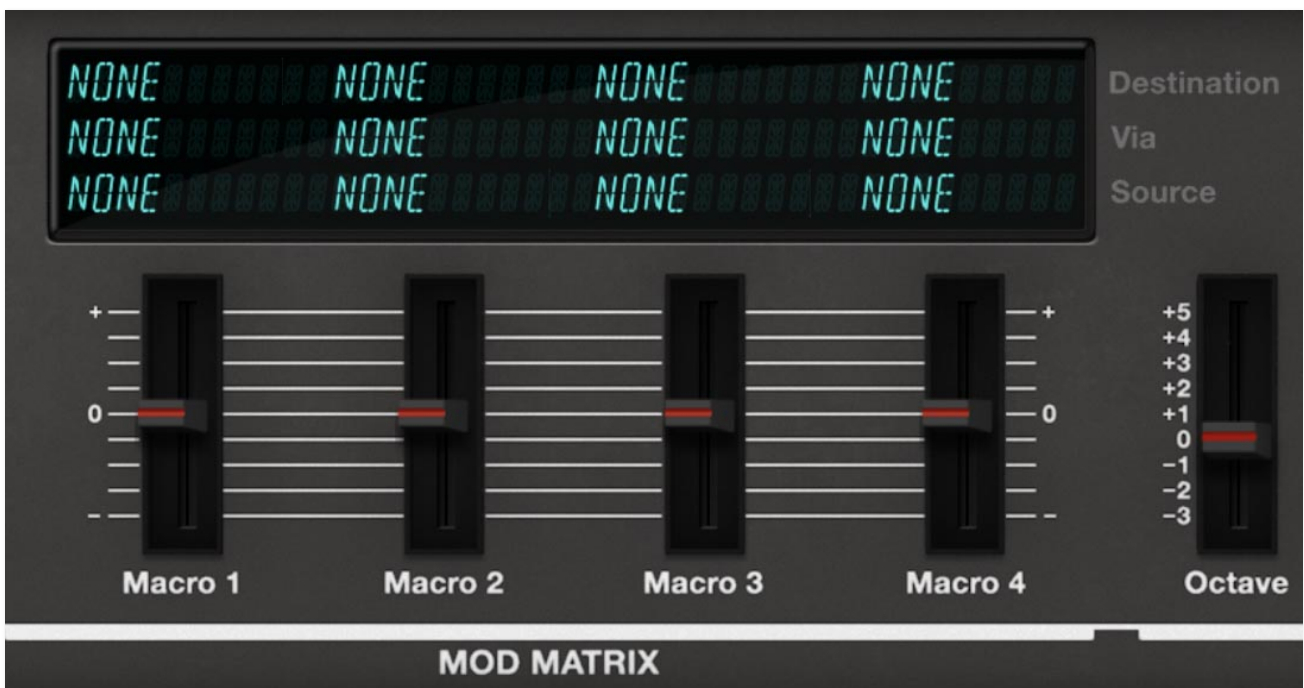 NONE NONE NONE NONE Destination
NONE NONE NONE NONE Via
NONE NONE NONE NONE Source
+ + +5
+4
+3
+2
0 0 +1
0
-1
-2
- - -3
Macro 1 Macro 2 Macro 3 Macro 4 Octave
MOD MATRIX